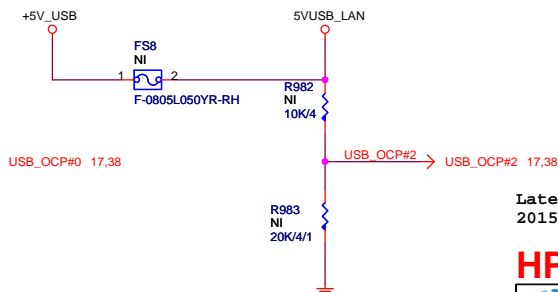 +5V_USB
5VUSB_LAN
FS8
NI
1
2
F-0805L050YR-RH
R982
NI
10K/4
USB_OCP#0 17,38
USB_OCP#2
USB_OCP#2 17,38
R983
NI
20K/4/1
Late
2015
HP